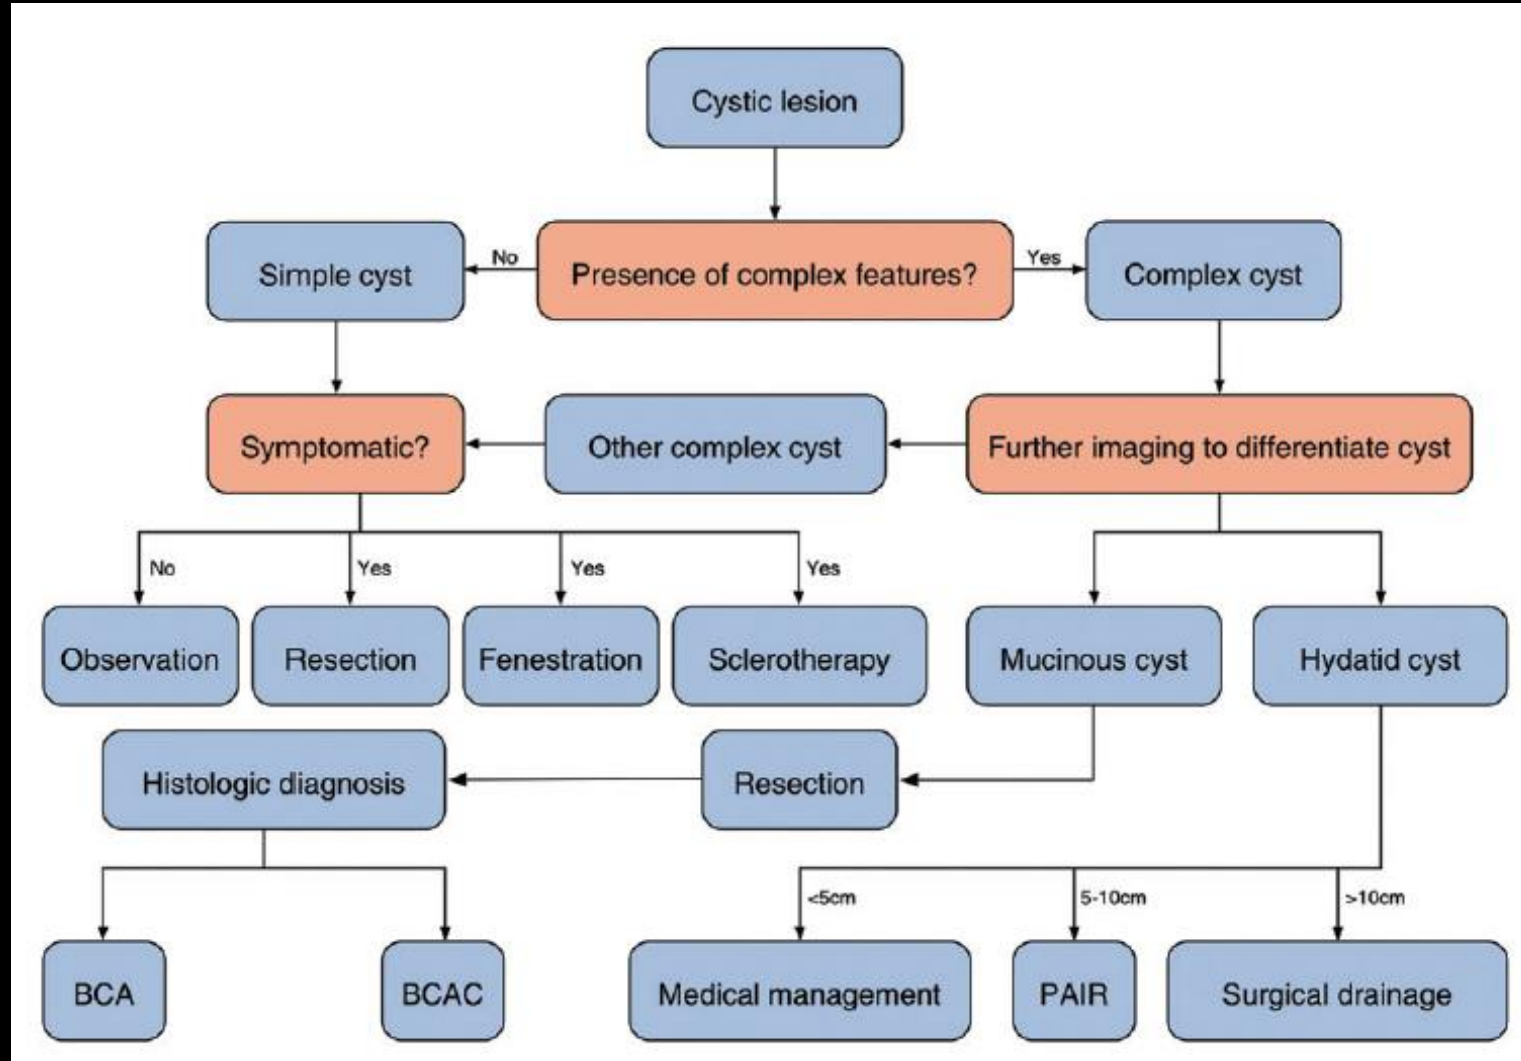 Cystic lesion
Simple cyst
No
Presence of complex features?
Yes
Complex cyst
Symptomatic?
Other complex cyst
Further imaging to differentiate cyst
No
Yes
Yes
Yes
Observation
Resection
Fenestration
Sclerotherapy
Mucinous cyst
Hydatid cyst
Histologic diagnosis
Resection
<5cm
5-10cm
>10cm
BCA
BCAC
Medical management
PAIR
Surgical drainage